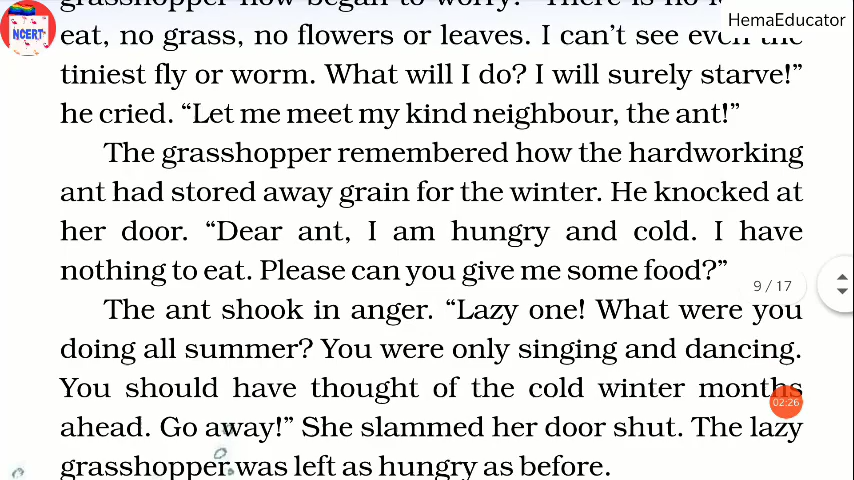 HemaEducator
NCERT
eat, no grass, no flowers or leaves. I can't see even the
tiniest fly or worm. What will I do? I will surely starve!”
he cried. “Let me meet my kind neighbour, the ant!”
The grasshopper remembered how the hardworking
ant had stored away grain for the winter. He knocked at
her door. “Dear ant, I am hungry and cold. I have
nothing to eat. Please can you give me some food?”
9 / 17
The ant shook in anger. “Lazy one! What were you
doing all summer? You were only singing and dancing.
You should have thought of the cold winter months
02:26
ahead. Go away!” She slammed her door shut. The lazy
grasshopper was left as hungry as before.